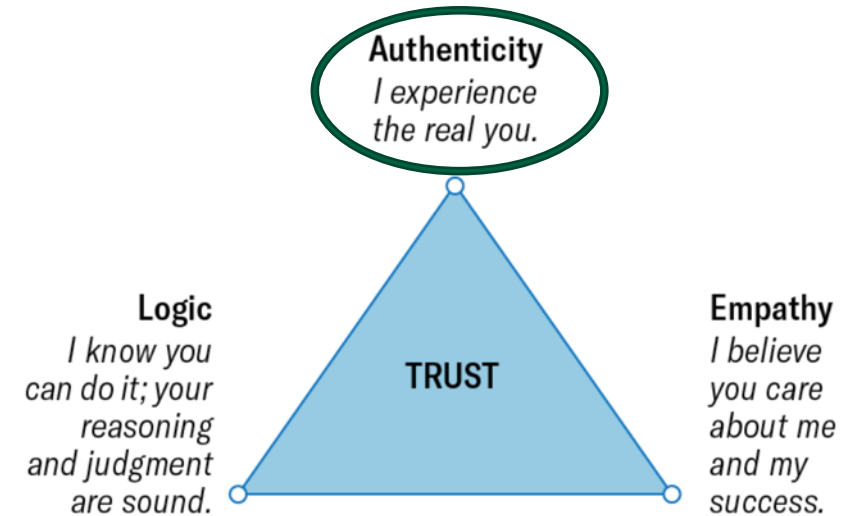 Authenticity
I experience
the real you.
Logic
I know you
can do it; your
reasoning
and judgment
are sound.
TRUST
Empathy
I believe
you care
about me
and my
success.